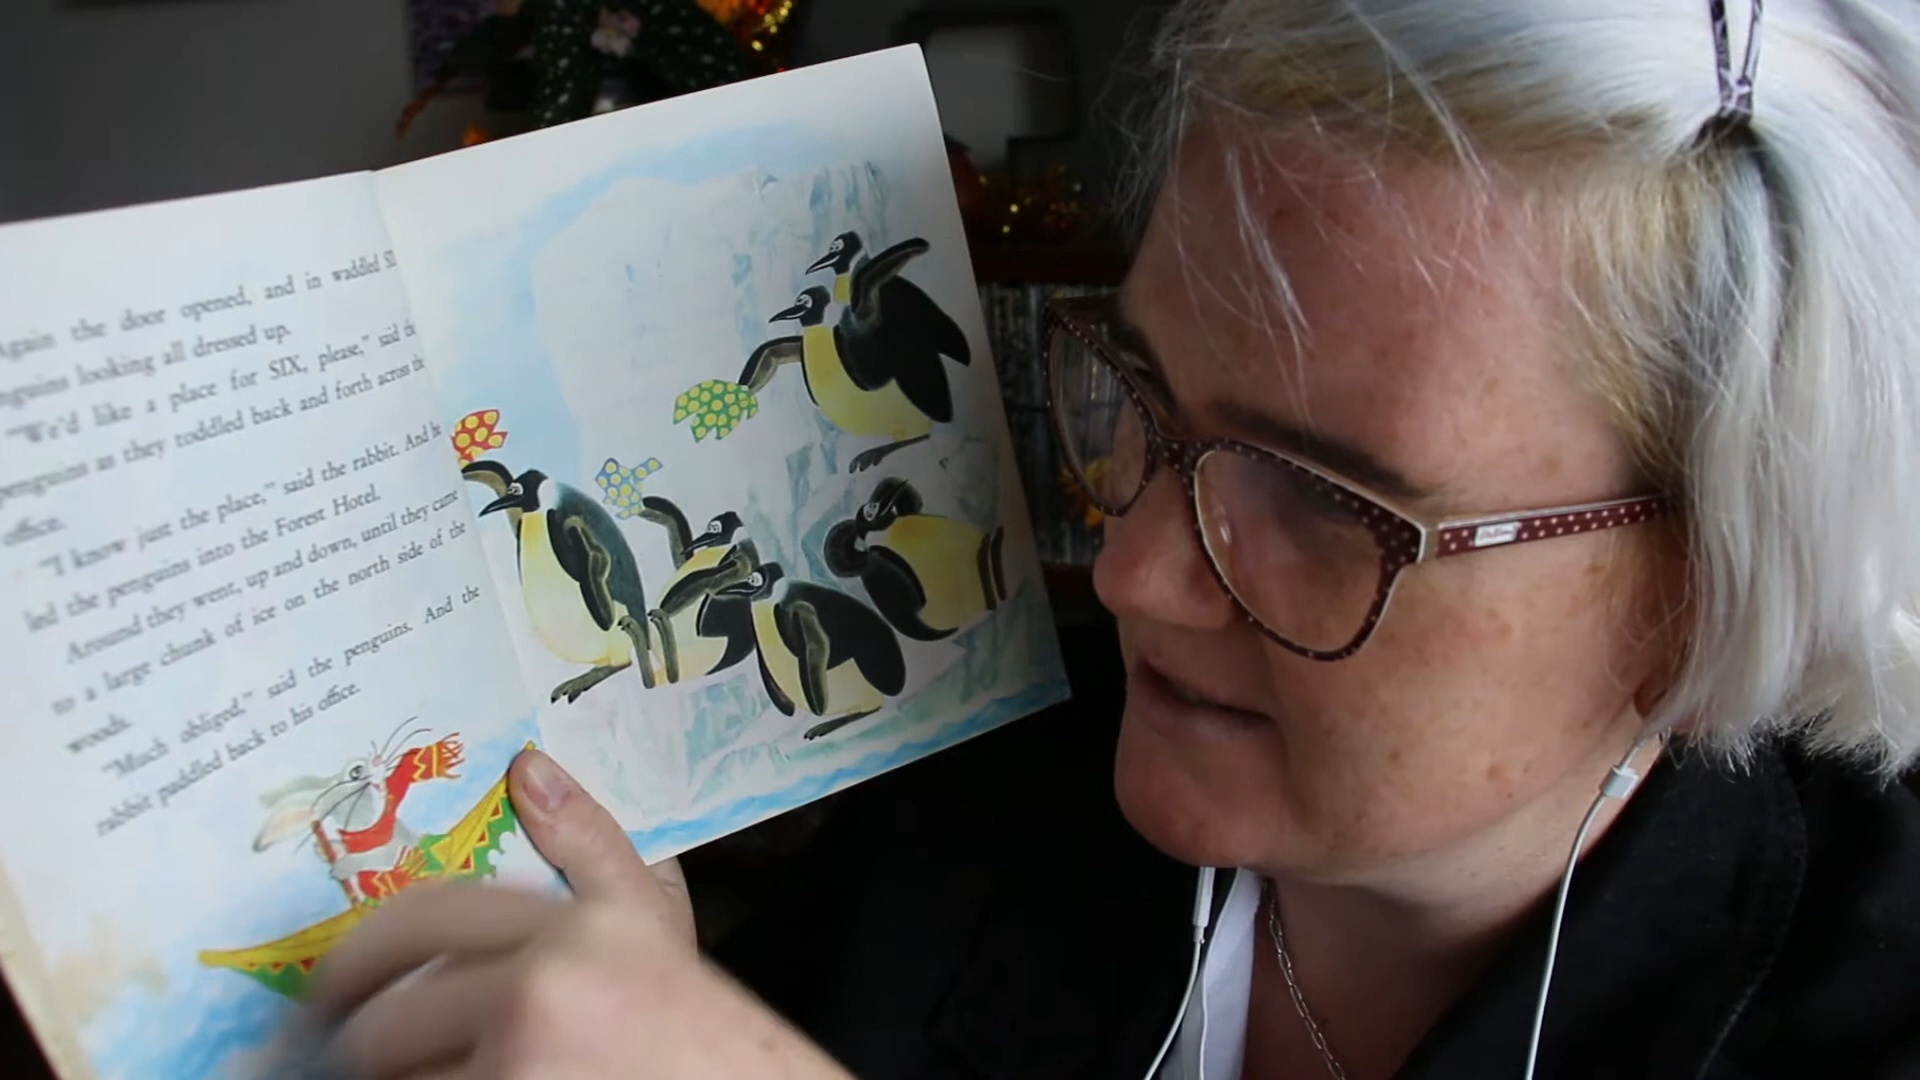 Again the door opened, and in waddled
penguins looking all dressed up.
"We'd like a place for SIX, please," said the
penguins as they toddled back and forth across the
office.
"I know just the place," said the rabbit. And he
led the penguins into the Forest Hotel.
Around they went, up and down, until they came
to a large chunk of ice on the north side of the
woods.
"Much obliged," said the penguins. And the
rabbit paddled back to his office.